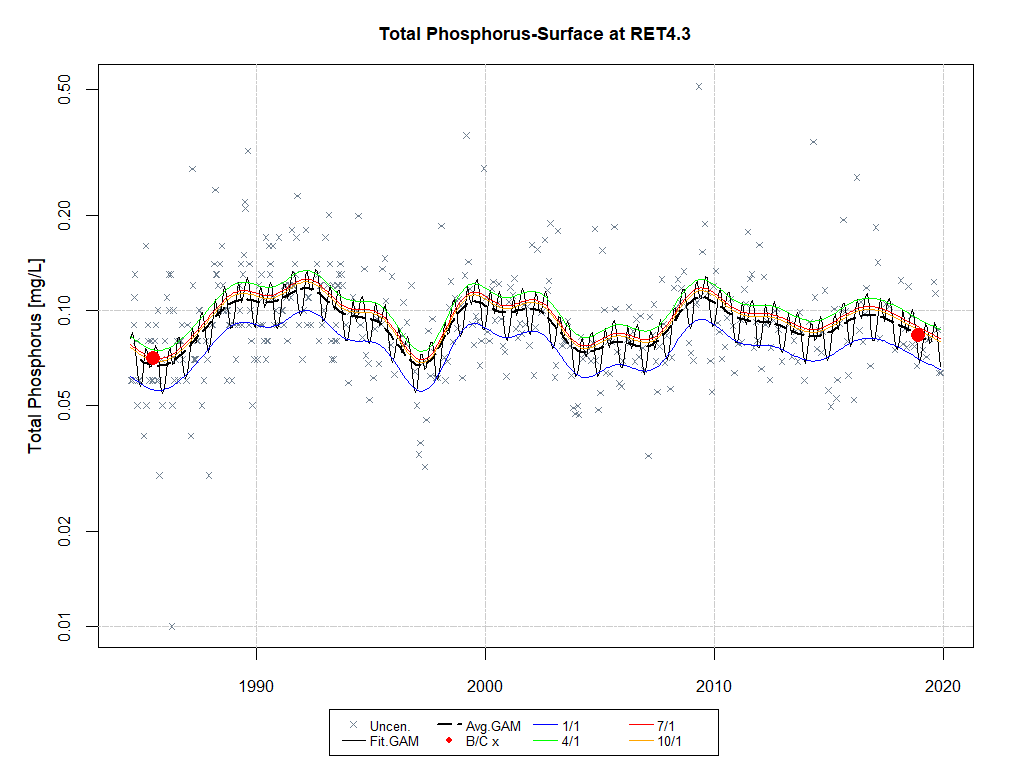 Total Phosphorus-Surface at RET4.3
Total Phosphorus [mg/L]
0.50
0.20
0.10
0.05
0.02
0.01
1990 2000 2010 2020
Uncen. Avg.GAM 1/1 7/1
Fit.GAM B/C x 4/1 10/1